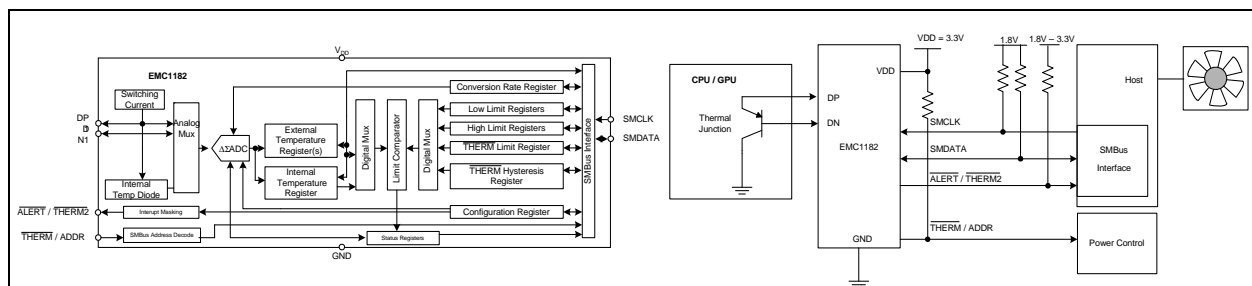 V_DD
EMC1182
Switching
Current
DP
D
N1
Analog
Mux
ΔΣADC
Internal
Temp Diode
External
Temperature
Register(s)
Internal
Temperature
Register
Digital Mux
Limit Comparator
Digital Mux
Conversion Rate Register
Low Limit Registers
High Limit Registers
THERM Limit Register
THERM Hysteresis
Register
Configuration Register
SMBus Interface
SMCLK
SMDATA
ALERT / THERM2
Interupt Masking
THERM / ADDR
SMBus Address Decode
Status Registers
GND
CPU / GPU
Thermal
Junction
VDD = 3.3V
VDD
DP
DN
EMC1182
GND
1.8V
1.8V – 3.3V
SMCLK
SMDATA
ALERT / THERM2
THERM / ADDR
Host
SMBus
Interface
Power Control